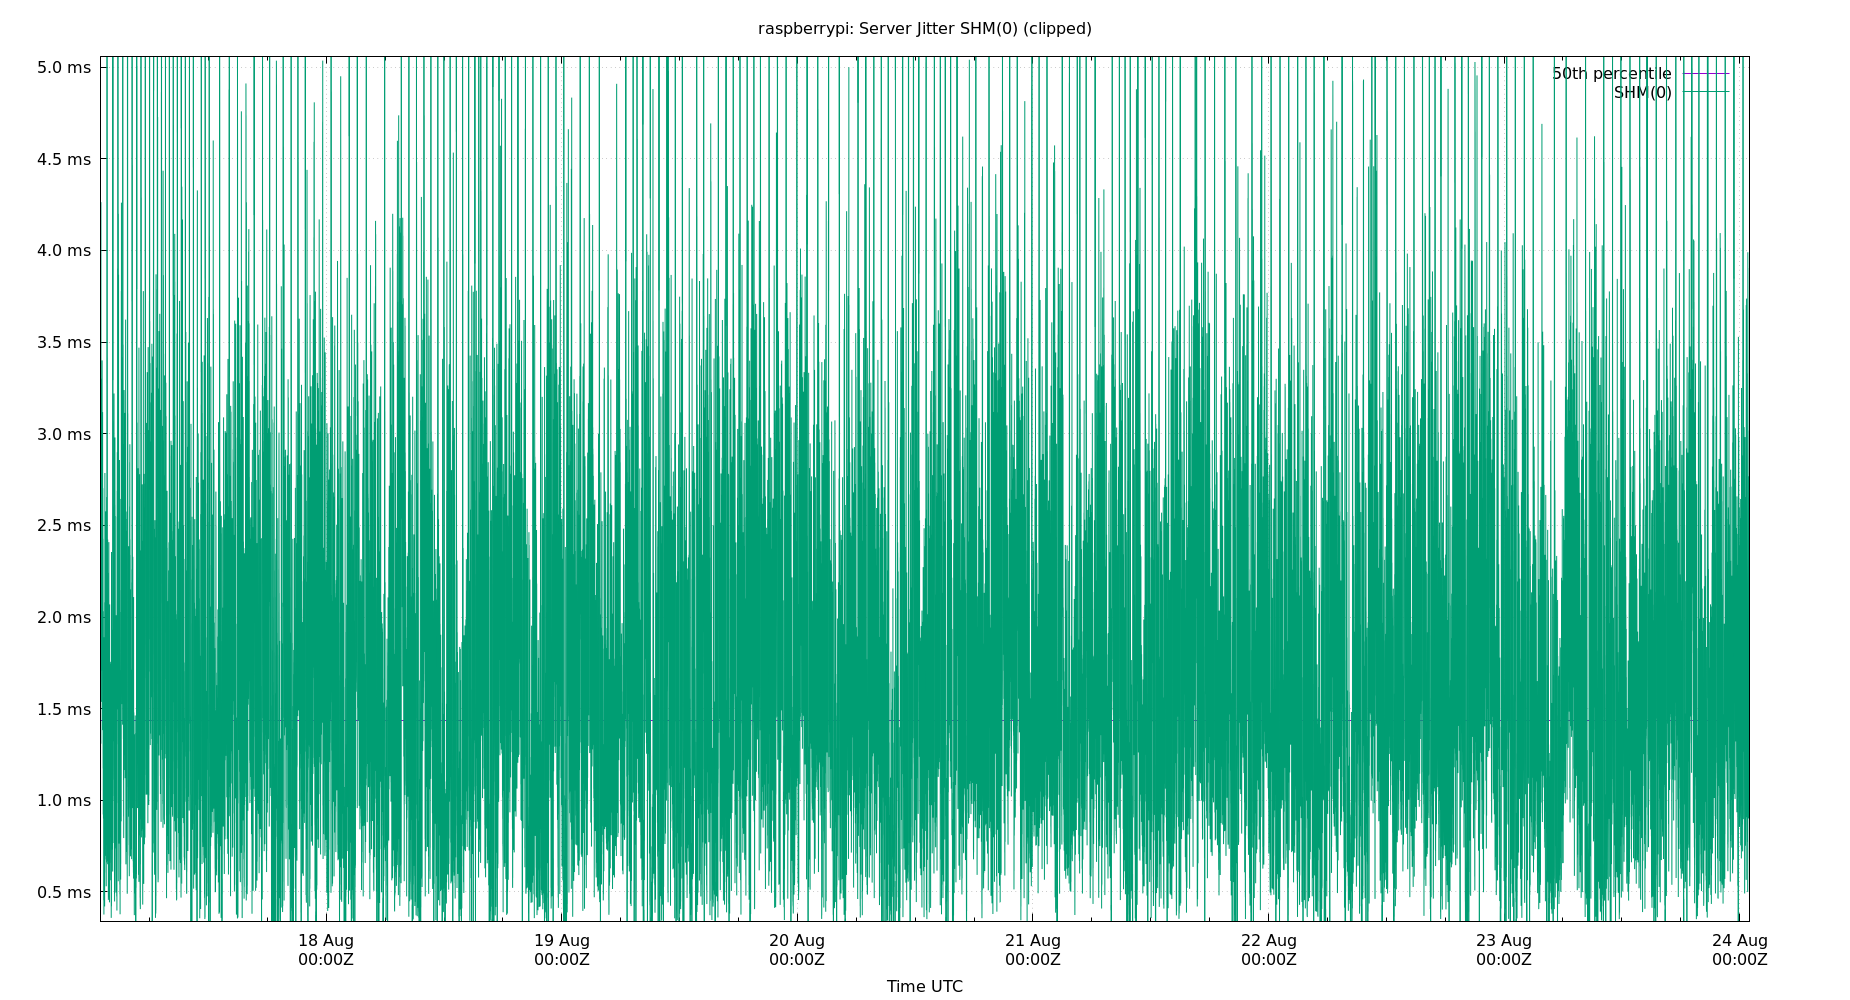 raspberrypi: Server Jitter SHM(0) (clipped)
5.0 ms
50th percentile
SHM(0)
4.5 ms
4.0 ms
3.5 ms
3.0 ms
2.5 ms
2.0 ms
1.5 ms
1.0 ms
0.5 ms
18 Aug 19 Aug 20 Aug 21 Aug 22 Aug 23 Aug 24 Aug
00:00Z 00:00Z 00:00Z 00:00Z 00:00Z 00:00Z 00:00Z
Time UTC